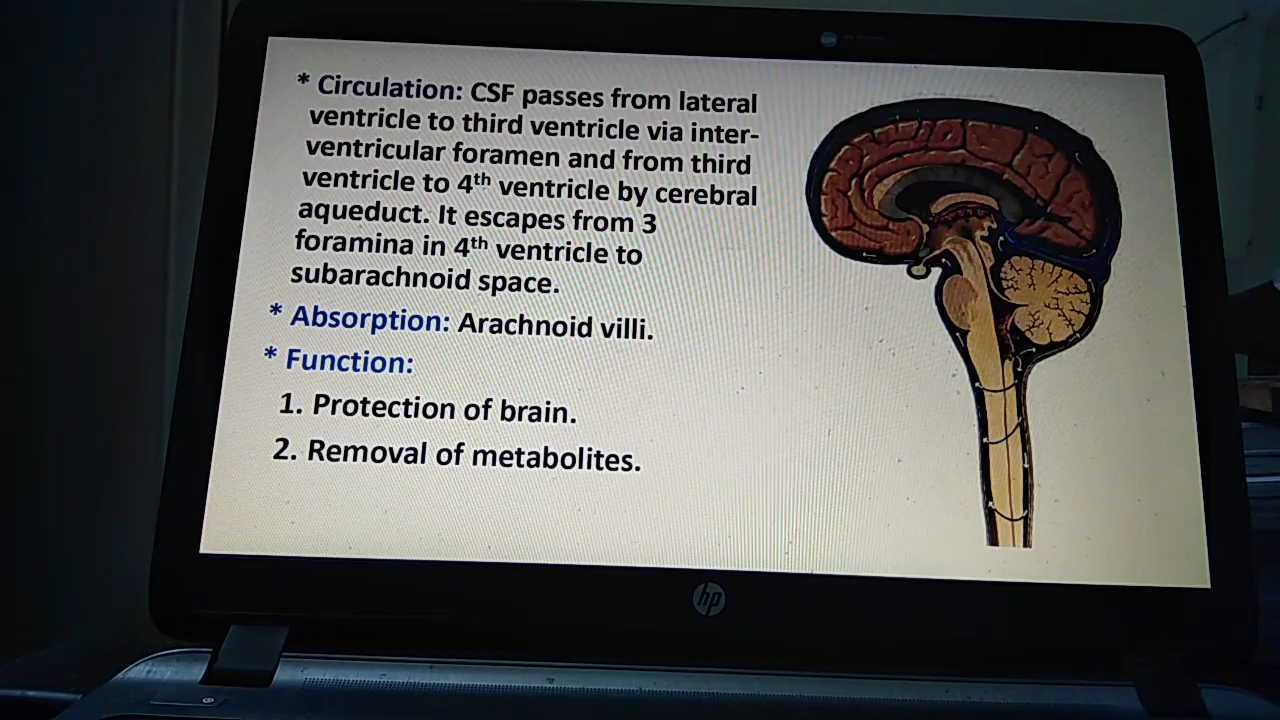 * Circulation: CSF passes from lateral
ventricle to third ventricle via inter-
ventricular foramen and from third
ventricle to 4th ventricle by cerebral
aqueduct. It escapes from 3
foramina in 4th ventricle to
subarachnoid space.
* Absorption: Arachnoid villi.
* Function:
1. Protection of brain.
2. Removal of metabolites.
hp